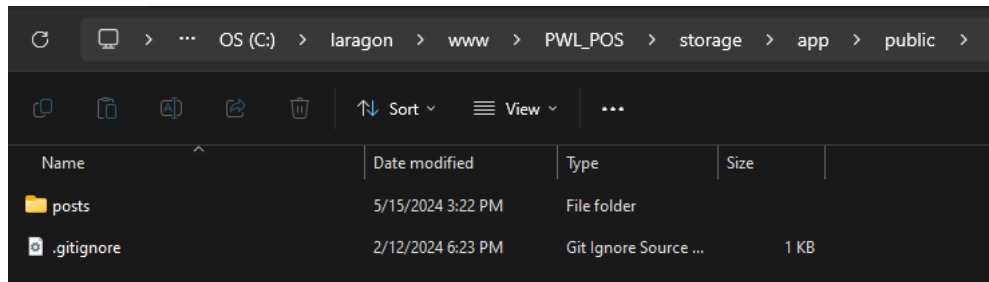 OS (C:) > laragon > www > PWL_POS > storage > app > public >
Sort View
Name Date modified Type Size
posts 5/15/2024 3:22 PM File folder
.gitignore 2/12/2024 6:23 PM Git Ignore Source ... 1 KB